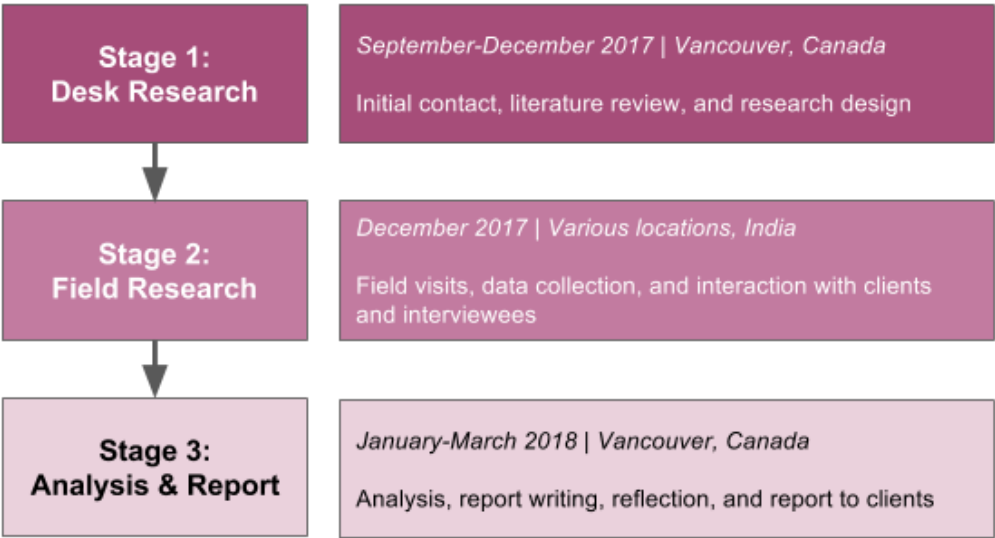 Stage 1:
Desk Research
September-December 2017 | Vancouver, Canada
Initial contact, literature review, and research design
Stage 2:
Field Research
December 2017 | Various locations, India
Field visits, data collection, and interaction with clients
and interviewees
Stage 3:
Analysis & Report
January-March 2018 | Vancouver, Canada
Analysis, report writing, reflection, and report to clients